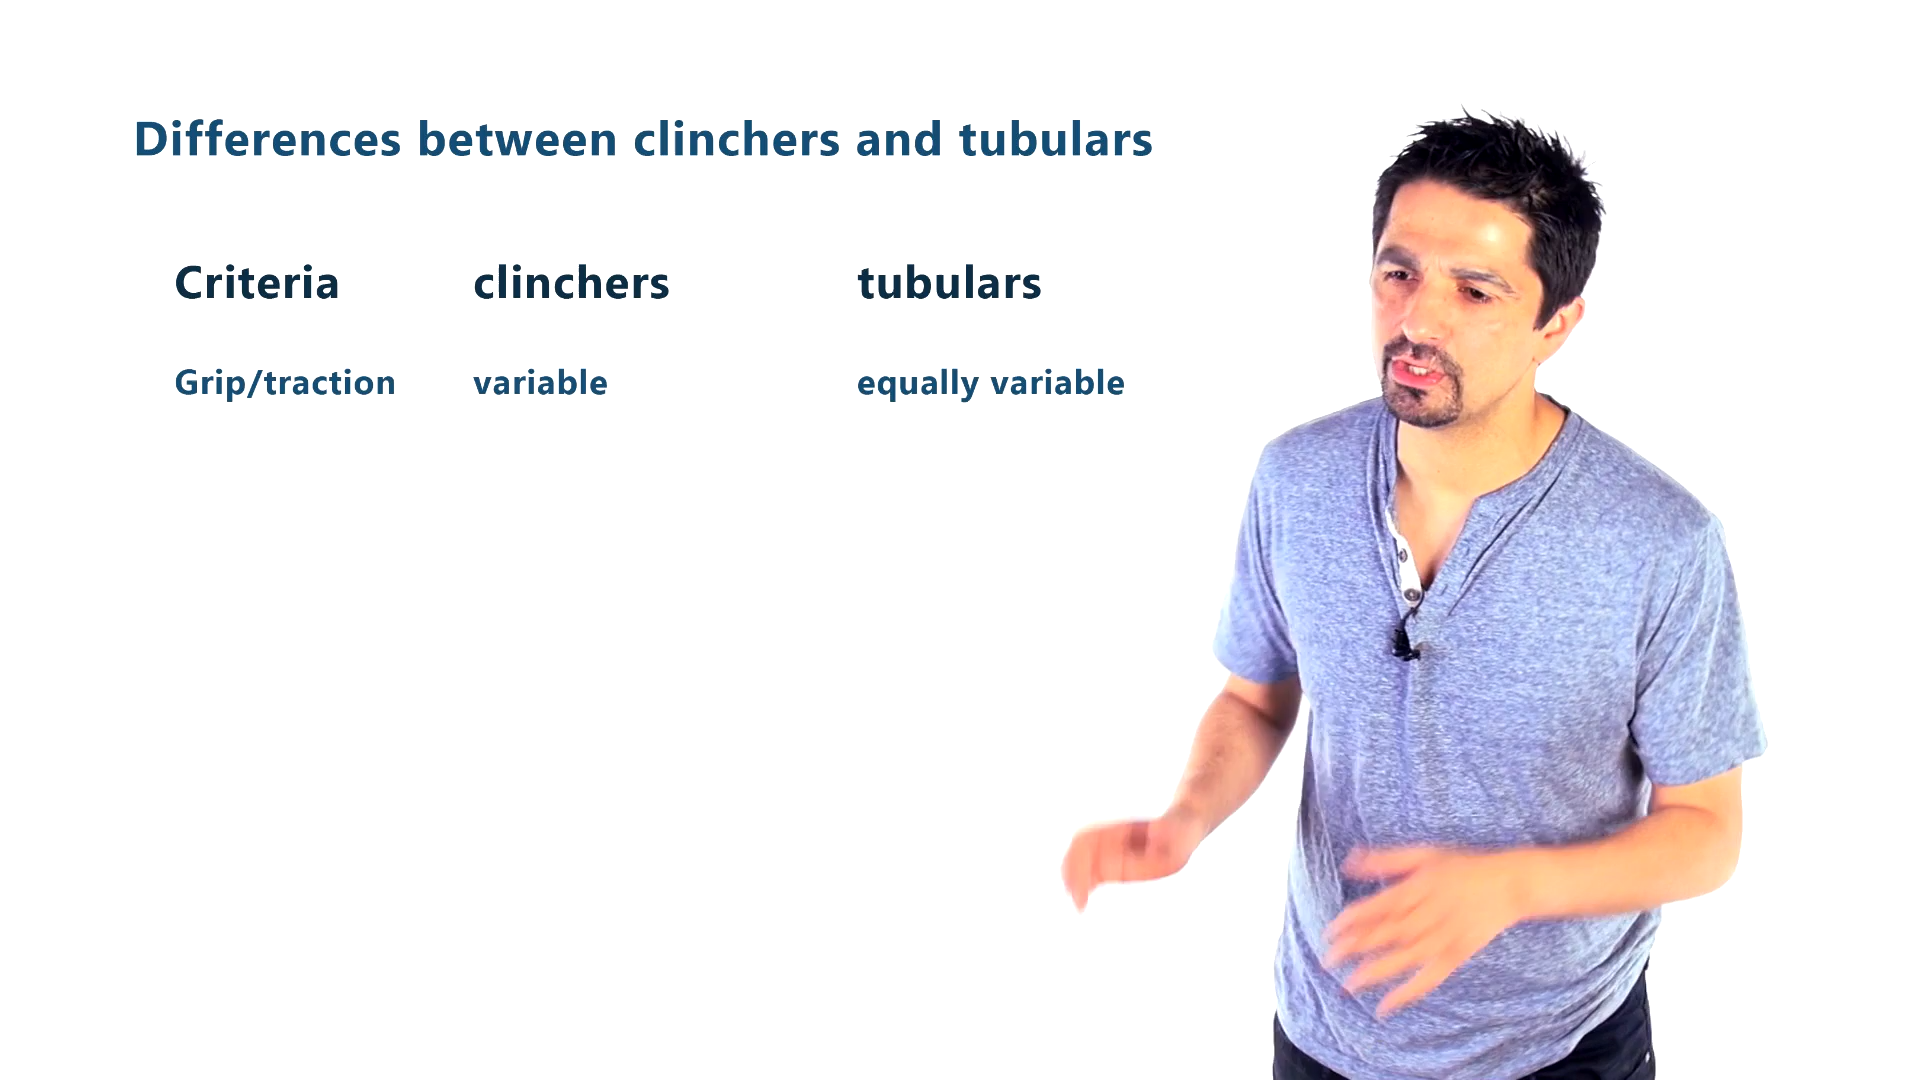 Differences between clinchers and tubulars
Criteria clinchers tubulars
Grip/traction variable equally variable